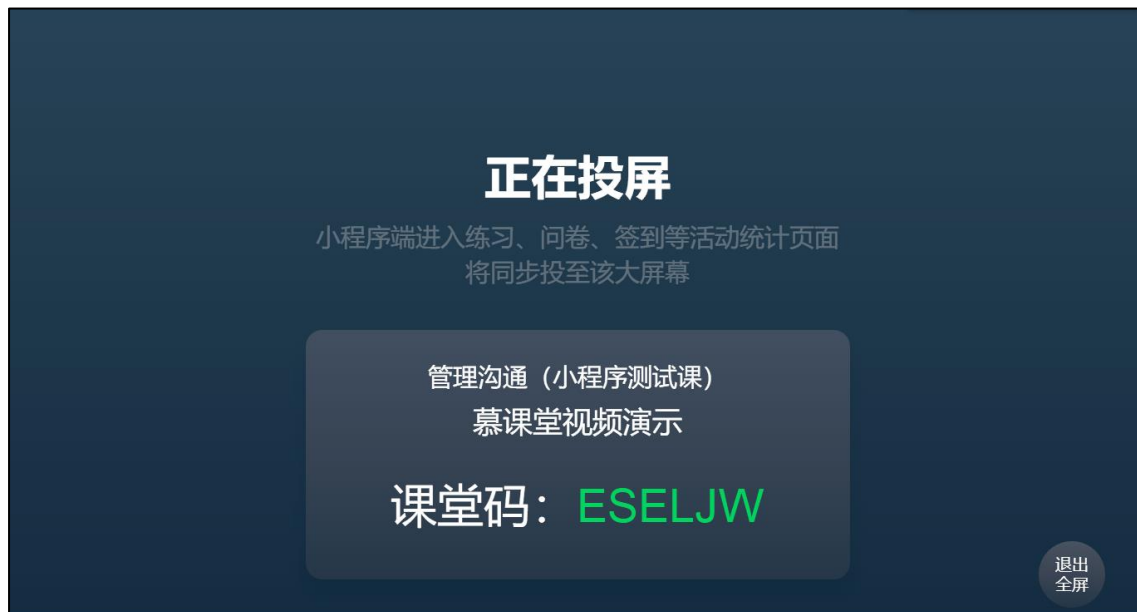 正在投屏
小程序端进入练习、问卷、签到等活动统计页面
将同步投至该大屏幕
管理沟通（小程序测试课）
慕课堂视频演示
课堂码：ESELJW
退出
全屏